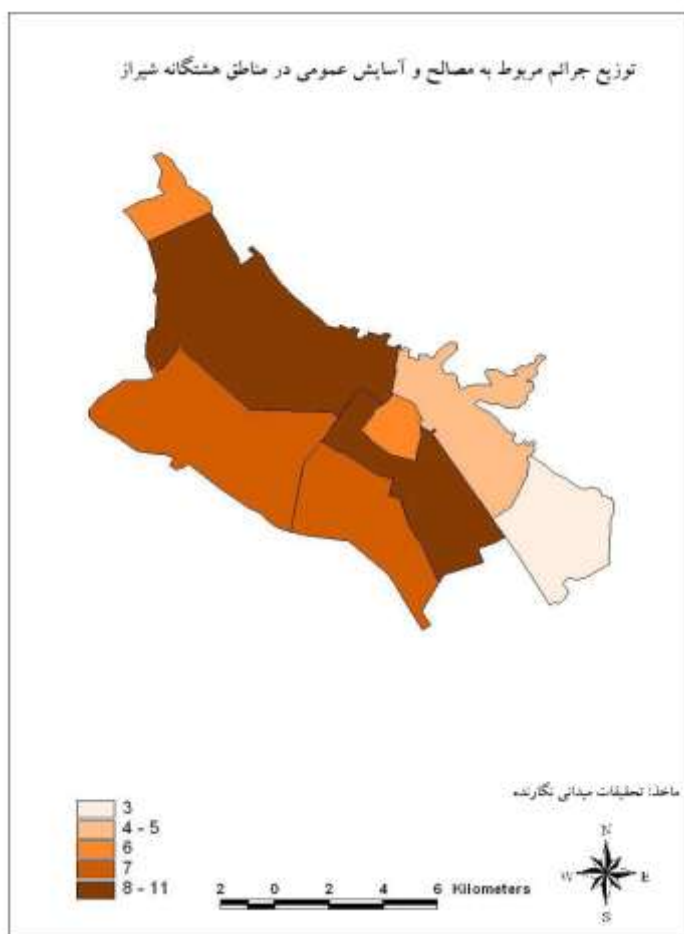 توزیع جرائم مربوط به مصالح و آسایش عمومی در مناطق هشتگانه شیراز
ماخذ: تحقیقات میدانی نگارنده
3
4 - 5
6
7
8 - 11
2 0 2 4 6 Kilometers
N
W E
S